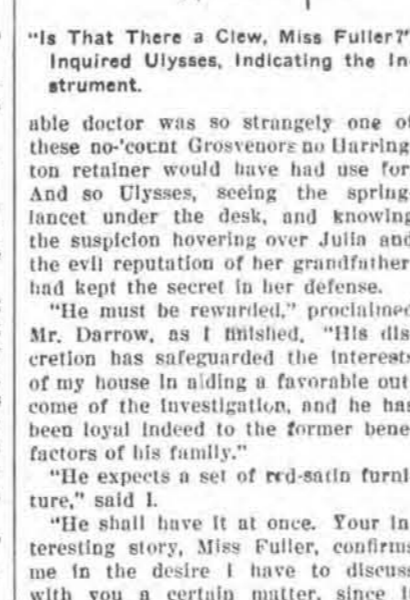 "Is That There a Clew, Miss Fuller?"
Inquired Ulysses, Indicating the In-
strument.
able doctor was so strangely one of
these no-'count Grosvenors no Harring-
ton retainer would have had use for.
And so Ulysses, seeing the spring
lancet under the desk, and knowing
the suspicion hovering over Julia and
the evil reputation of her grandfather
had kept the secret in her defense.
"He must be rewarded," proclaimed
Mr. Darrow, as I finished. "His dis-
cretion has safeguarded the interests
of my house in aiding a favorable out-
come of the investigation, and he has
been loyal indeed to the former bene-
factors of his family."
"He expects a set of red-satin furni-
ture," said I.
"He shall have it at once. Your in-
teresting story, Miss Fuller, confirms
me in the desire I have to discuss
with you a certain matter, since